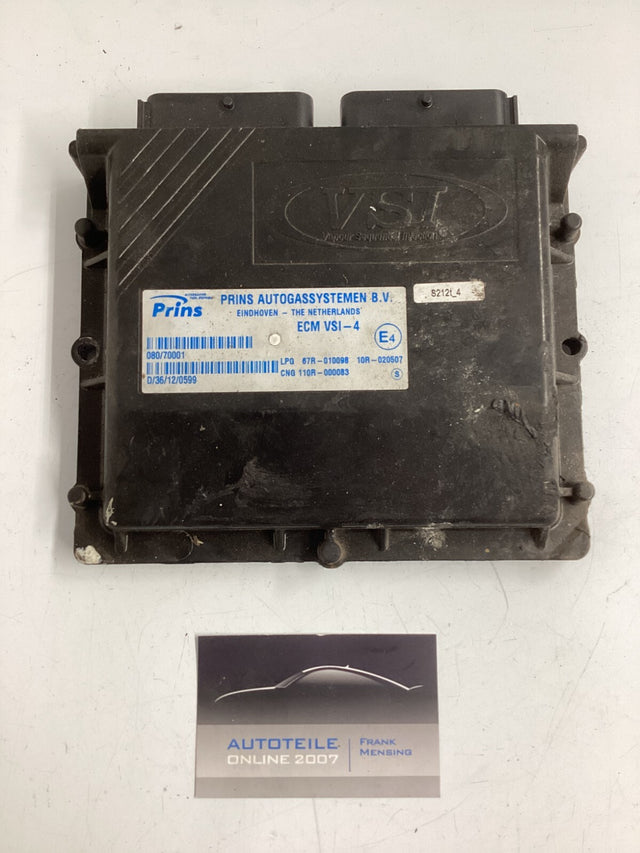 VSI
Vapour Sequential Injection
8212I_4
Prins
PRINS AUTOGASSYSTEMEN B.V.
EINDHOVEN - THE NETHERLANDS
ECM VSI-4
E4
080/70001
LPG 67R-010098 10R-020507
CNG 110R-000083 S
D/36/12/0599
AUTOTEILE
ONLINE 2007
FRANK
MENSING